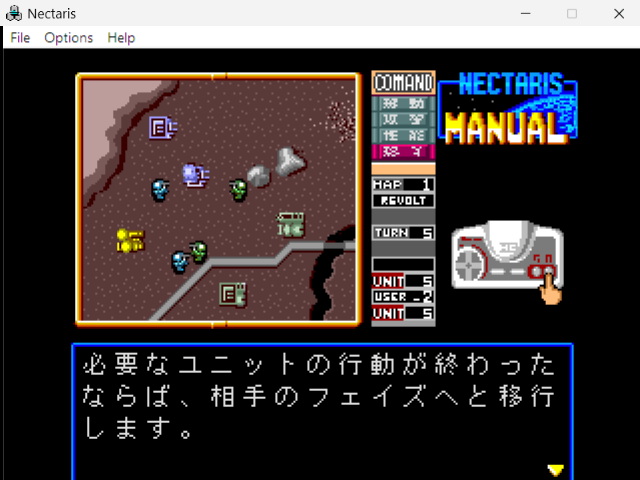 Nectaris
File Options Help
COMAND
NECTARIS
MANUAL
MAP 1
REVOLT
TURN 5
UNIT 5
USER_2
UNIT 5
必要なユニットの行動が終わった
ならば、相手のフェイズへと移行
します。